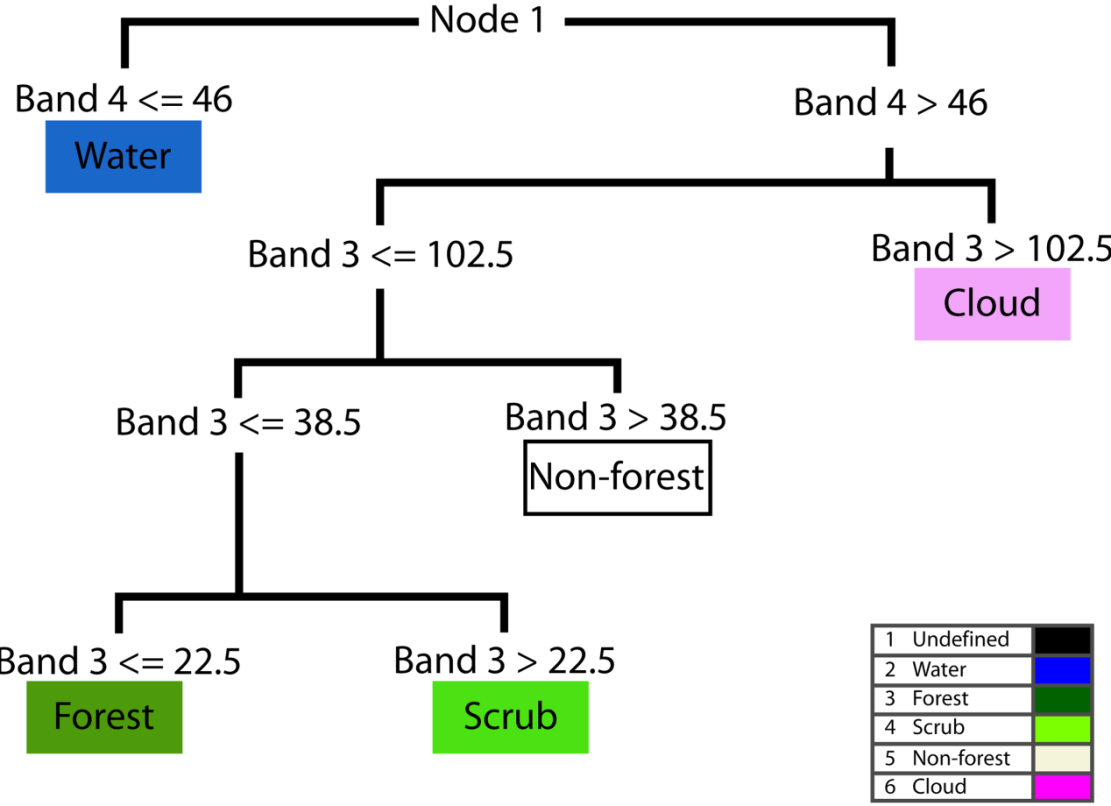 Node 1
Band 4 <= 46
Water
Band 4 > 46
Band 3 <= 102.5
Band 3 > 102.5
Cloud
Band 3 <= 38.5
Band 3 > 38.5
Non-forest
Band 3 <= 22.5
Forest
Band 3 > 22.5
Scrub
1 Undefined
2 Water
3 Forest
4 Scrub
5 Non-forest
6 Cloud